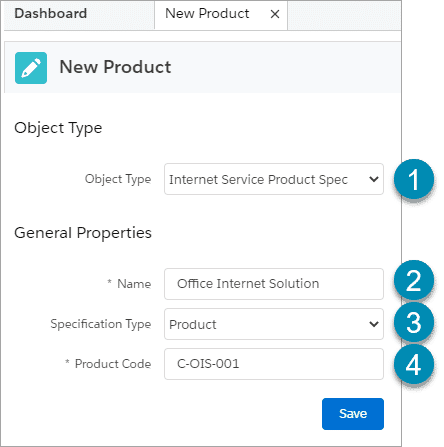 Dashboard New Product ×
New Product
Object Type
Object Type Internet Service Product Spec 1
General Properties
* Name Office Internet Solution 2
Specification Type Product 3
* Product Code C-OIS-001 4
Save